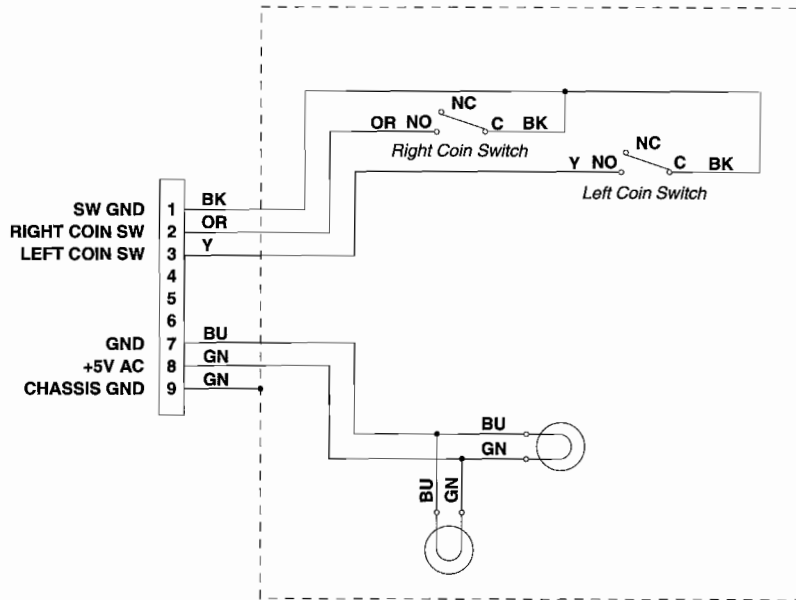 NC
OR NO C BK
Right Coin Switch
NC
Y NO C BK
Left Coin Switch
SW GND 1 BK
RIGHT COIN SW 2 OR
LEFT COIN SW 3 Y
4
5
6
GND 7 BU
+5V AC 8 GN
CHASSIS GND 9 GN
BU
GN
BU GN